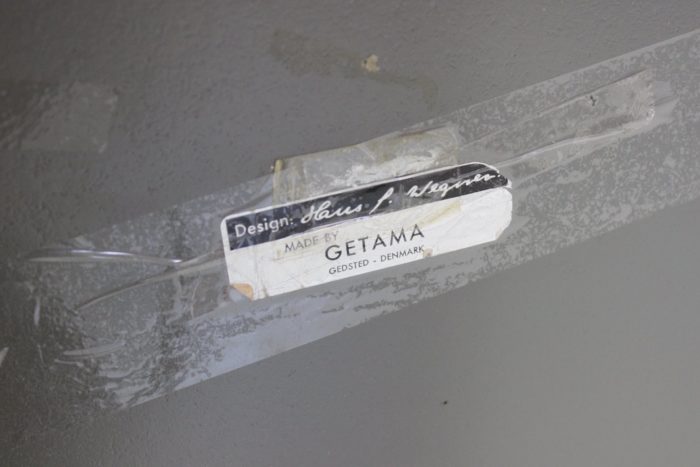 Design: Hans J. Wegner.
MADE BY
GETAMA
GEDSTED - DENMARK